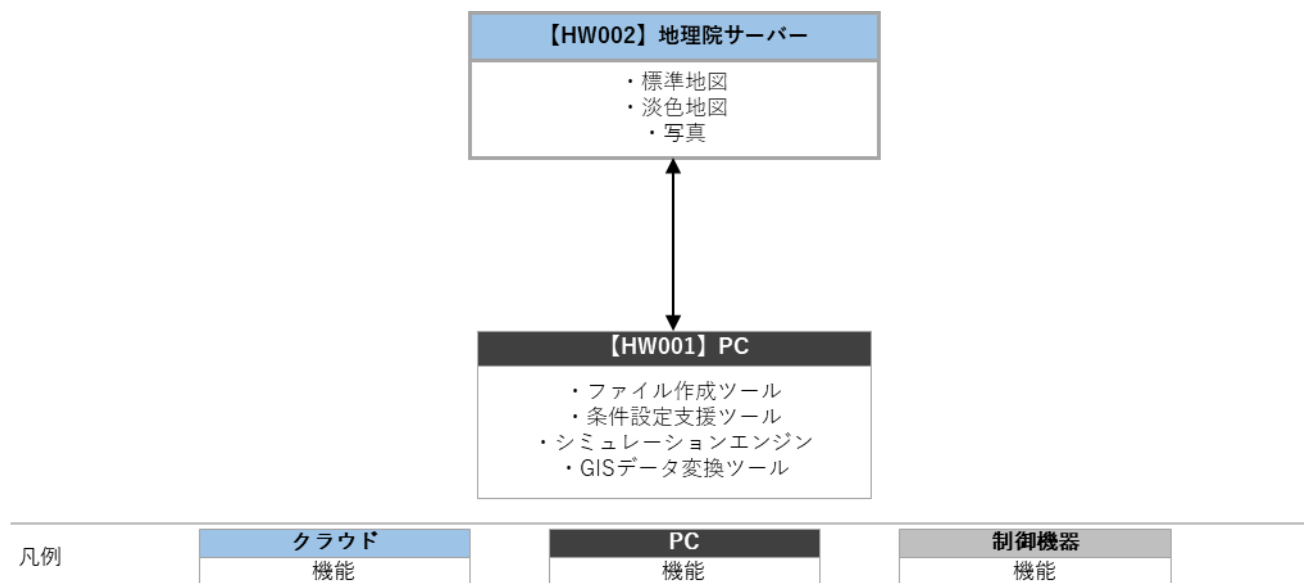 【HW002】地理院サーバー
・標準地図
・淡色地図
・写真
【HW001】PC
・ファイル作成ツール
・条件設定支援ツール
・シミュレーションエンジン
・GISデータ変換ツール
凡例
クラウド
機能
PC
機能
制御機器
機能